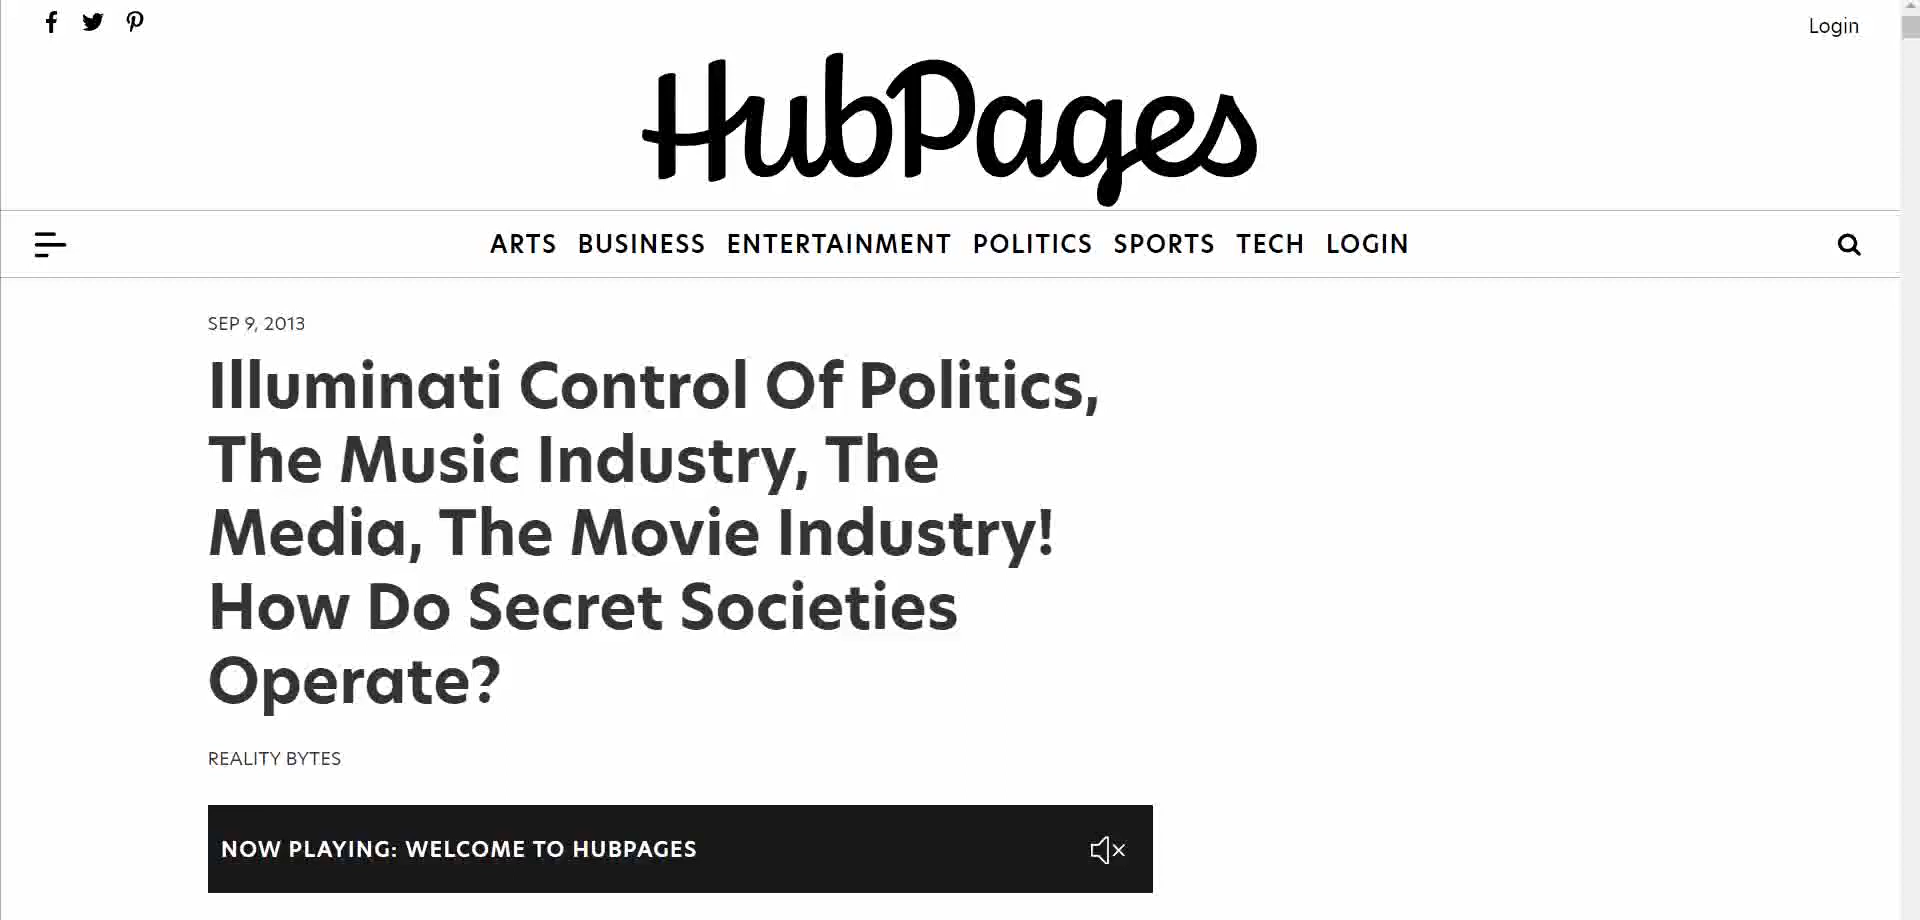 Login
HubPages
ARTS BUSINESS ENTERTAINMENT POLITICS SPORTS TECH LOGIN
SEP 9, 2013
Illuminati Control Of Politics,
The Music Industry, The
Media, The Movie Industry!
How Do Secret Societies
Operate?
REALITY BYTES
NOW PLAYING: WELCOME TO HUBPAGES